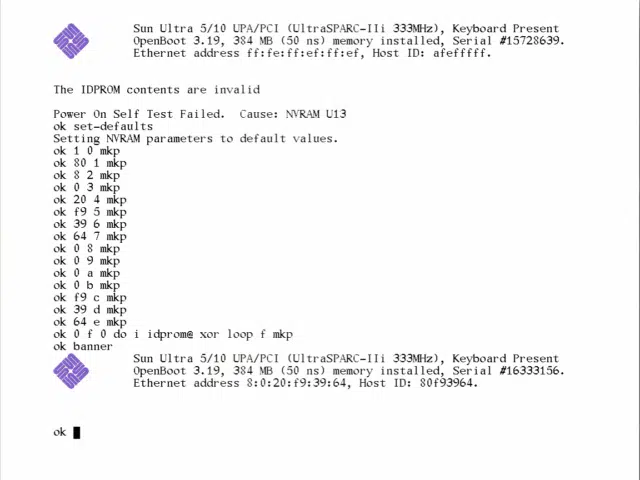 Sun Ultra 5/10 UPA/PCI (UltraSPARC-IIi 333MHz), Keyboard Present
OpenBoot 3.19, 384 MB (50 ns) memory installed, Serial #15728639.
Ethernet address ff:fe:ff:ef:ff:ef, Host ID: afefffff.
The IDPROM contents are invalid
Power On Self Test Failed.  Cause: NVRAM U13
ok set-defaults
Setting NVRAM parameters to default values.
ok 1 0 mkp
ok 80 1 mkp
ok 8 2 mkp
ok 0 3 mkp
ok 20 4 mkp
ok f9 5 mkp
ok 39 6 mkp
ok 64 7 mkp
ok 0 8 mkp
ok 0 9 mkp
ok 0 a mkp
ok 0 b mkp
ok f9 c mkp
ok 39 d mkp
ok 64 e mkp
ok 0 f 0 do i idprom@ xor loop f mkp
ok banner
Sun Ultra 5/10 UPA/PCI (UltraSPARC-IIi 333MHz), Keyboard Present
OpenBoot 3.19, 384 MB (50 ns) memory installed, Serial #16333156.
Ethernet address 8:0:20:f9:39:64, Host ID: 80f93964.
ok